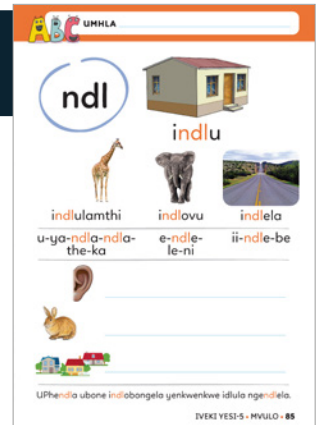 ABC UMHLA
ndl
indlu
indlulamthi indlovu indlela
u-ya-ndla-ndla-the-ka e-ndle-le-ni ii-ndle-be
UPhendla ubone indlobongela yenkwenkwe idlula ngendlela.
IVEKI YESI-5 • MVULO • 85